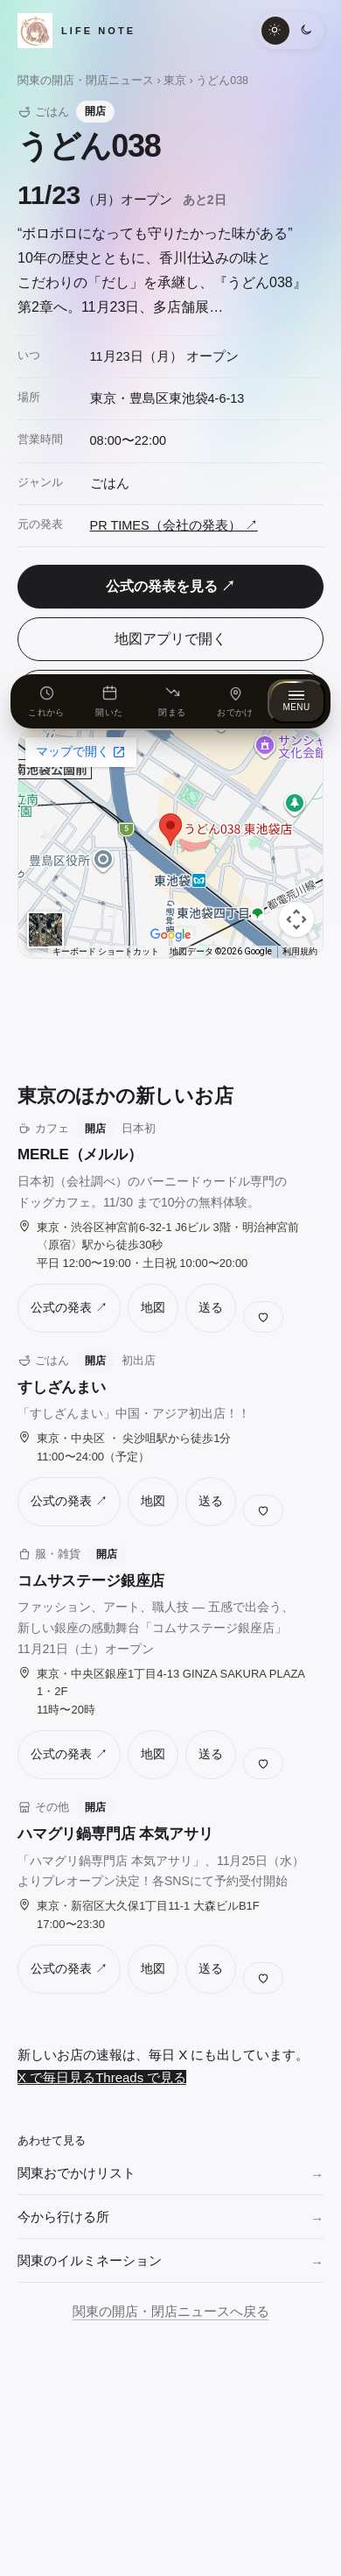 LIFE NOTE
関東の開店・閉店ニュース › 東京 › うどん038
ごはん 開店
うどん038
11/23（月）オープン あと2日
“ボロボロになっても守りたかった味がある”
10年の歴史とともに、香川仕込みの味と
こだわりの「だし」を承継し、『うどん038』
第2章へ。11月23日、多店舗展…
いつ 11月23日（月） オープン
場所 東京・豊島区東池袋4-6-13
営業時間 08:00〜22:00
ジャンル ごはん
元の発表 PR TIMES（会社の発表） ↗
公式の発表を見る ↗
地図アプリで開く
これから 開いた 閉まる おでかけ MENU
マップで開く
サンシャ
文化会館
南池袋公園前
5
うどん038 東池袋店
豊島区役所
東池袋
東池袋四丁目
都電荒川線
Google
キーボード ショートカット 地図データ ©2026 Google 利用規約
東京のほかの新しいお店
カフェ 開店 日本初
MERLE（メルル）
日本初（会社調べ）のバーニードゥードル専門の
ドッグカフェ。11/30 まで10分の無料体験。
東京・渋谷区神宮前6-32-1 J6ビル 3階・明治神宮前
〈原宿〉駅から徒歩30秒
平日 12:00〜19:00・土日祝 10:00〜20:00
公式の発表 ↗ 地図 送る
ごはん 開店 初出店
すしざんまい
「すしざんまい」中国・アジア初出店！！
東京・中央区 ・ 尖沙咀駅から徒歩1分
11:00〜24:00（予定）
公式の発表 ↗ 地図 送る
服・雑貨 開店
コムサステージ銀座店
ファッション、アート、職人技 — 五感で出会う、
新しい銀座の感動舞台「コムサステージ銀座店」
11月21日（土）オープン
東京・中央区銀座1丁目4-13 GINZA SAKURA PLAZA
1・2F
11時〜20時
公式の発表 ↗ 地図 送る
その他 開店
ハマグリ鍋専門店 本気アサリ
「ハマグリ鍋専門店 本気アサリ」、11月25日（水）
よりプレオープン決定！各SNSにて予約受付開始
東京・新宿区大久保1丁目11-1 大森ビルB1F
17:00〜23:30
公式の発表 ↗ 地図 送る
新しいお店の速報は、毎日 X にも出しています。
X で毎日見るThreads で見る
あわせて見る
関東おでかけリスト →
今から行ける所 →
関東のイルミネーション →
関東の開店・閉店ニュースへ戻る